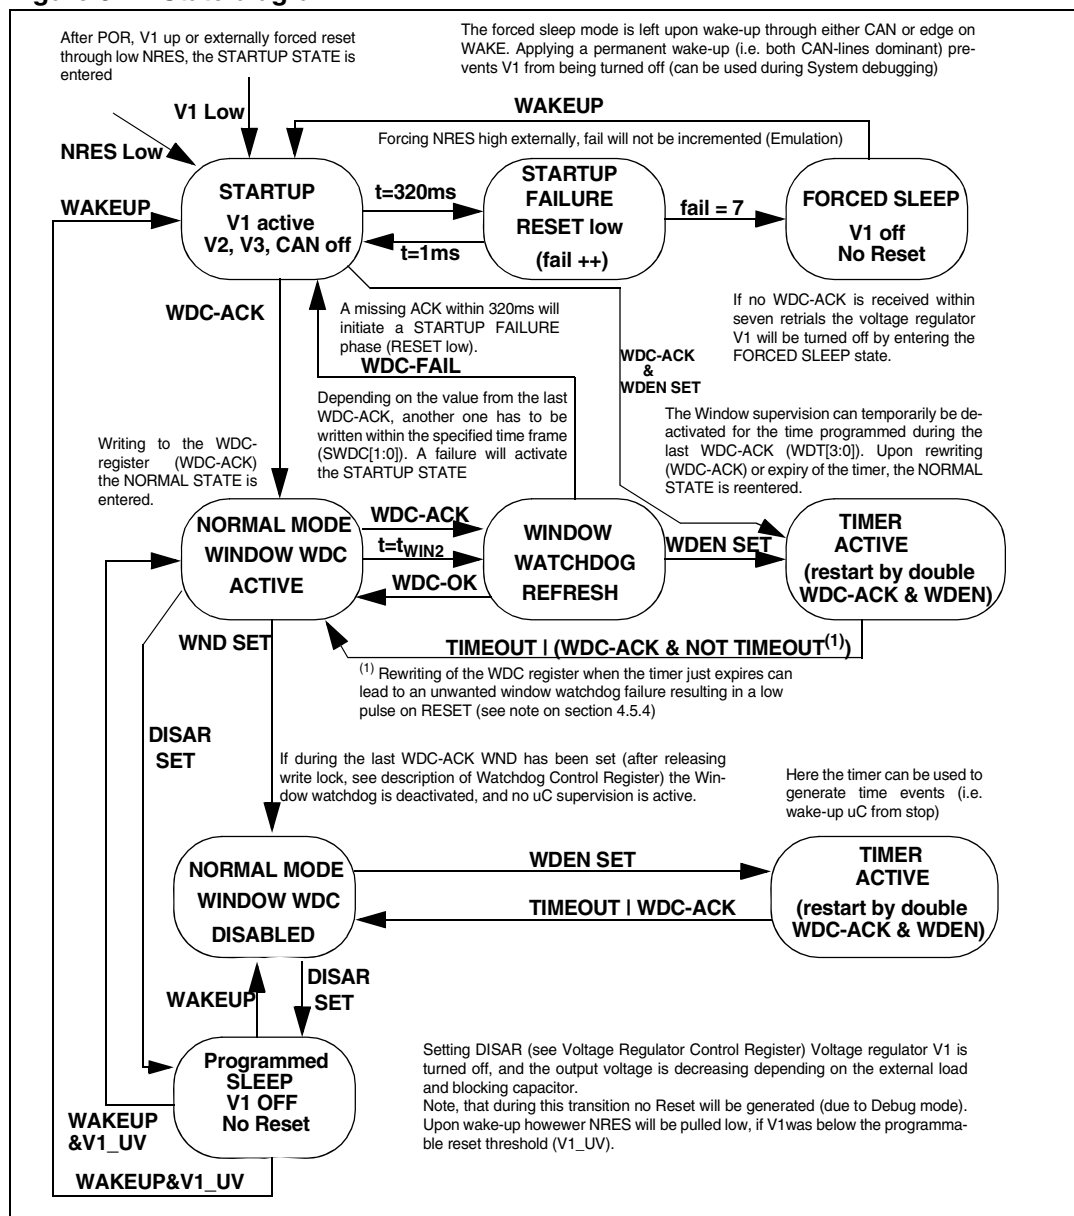 After POR, V1 up or externally forced reset
through low NRES, the STARTUP STATE is
entered
The forced sleep mode is left upon wake-up through either CAN or edge on
WAKE. Applying a permanent wake-up (i.e. both CAN-lines dominant) pre-
vents V1 from being turned off (can be used during System debugging)
V1 Low
WAKEUP
NRES Low
Forcing NRES high externally, fail will not be incremented (Emulation)
WAKEUP
STARTUP
V1 active
V2, V3, CAN off
t=320ms
t=1ms
STARTUP
FAILURE
RESET low
(fail ++)
fail = 7
FORCED SLEEP
V1 off
No Reset
WDC-ACK
A missing ACK within 320ms will
initiate a STARTUP FAILURE
phase (RESET low).
WDC-FAIL
If no WDC-ACK is received within
seven retrials the voltage regulator
V1 will be turned off by entering the
FORCED SLEEP state.
WDC-ACK
&
WDEN SET
Depending on the value from the last
WDC-ACK, another one has to be
written within the specified time frame
(SWDC[1:0]). A failure will activate
the STARTUP STATE
The Window supervision can temporarily be de-
activated for the time programmed during the
last WDC-ACK (WDT[3:0]). Upon rewriting
(WDC-ACK) or expiry of the timer, the NORMAL
STATE is reentered.
Writing to the WDC-
register (WDC-ACK)
the NORMAL STATE is
entered.
NORMAL MODE
WINDOW WDC
ACTIVE
WDC-ACK
t=tWIN2
WDC-OK
WINDOW
WATCHDOG
REFRESH
WDEN SET
TIMER
ACTIVE
(restart by double
WDC-ACK & WDEN)
WND SET
TIMEOUT | (WDC-ACK & NOT TIMEOUT(1))
(1) Rewriting of the WDC register when the timer just expires can
lead to an unwanted window watchdog failure resulting in a low
pulse on RESET (see note on section 4.5.4)
DISAR
SET
If during the last WDC-ACK WND has been set (after releasing
write lock, see description of Watchdog Control Register) the Win-
dow watchdog is deactivated, and no uC supervision is active.
Here the timer can be used to
generate time events (i.e.
wake-up uC from stop)
NORMAL MODE
WINDOW WDC
DISABLED
WDEN SET
TIMEOUT | WDC-ACK
TIMER
ACTIVE
(restart by double
WDC-ACK & WDEN)
WAKEUP
DISAR
SET
Programmed
SLEEP
V1 OFF
No Reset
WAKEUP
&V1_UV
WAKEUP&V1_UV
Setting DISAR (see Voltage Regulator Control Register) Voltage regulator V1 is
turned off, and the output voltage is decreasing depending on the external load
and blocking capacitor.
Note, that during this transition no Reset will be generated (due to Debug mode).
Upon wake-up howewer NRES will be pulled low, if V1was below the programma-
ble reset threshold (V1_UV).